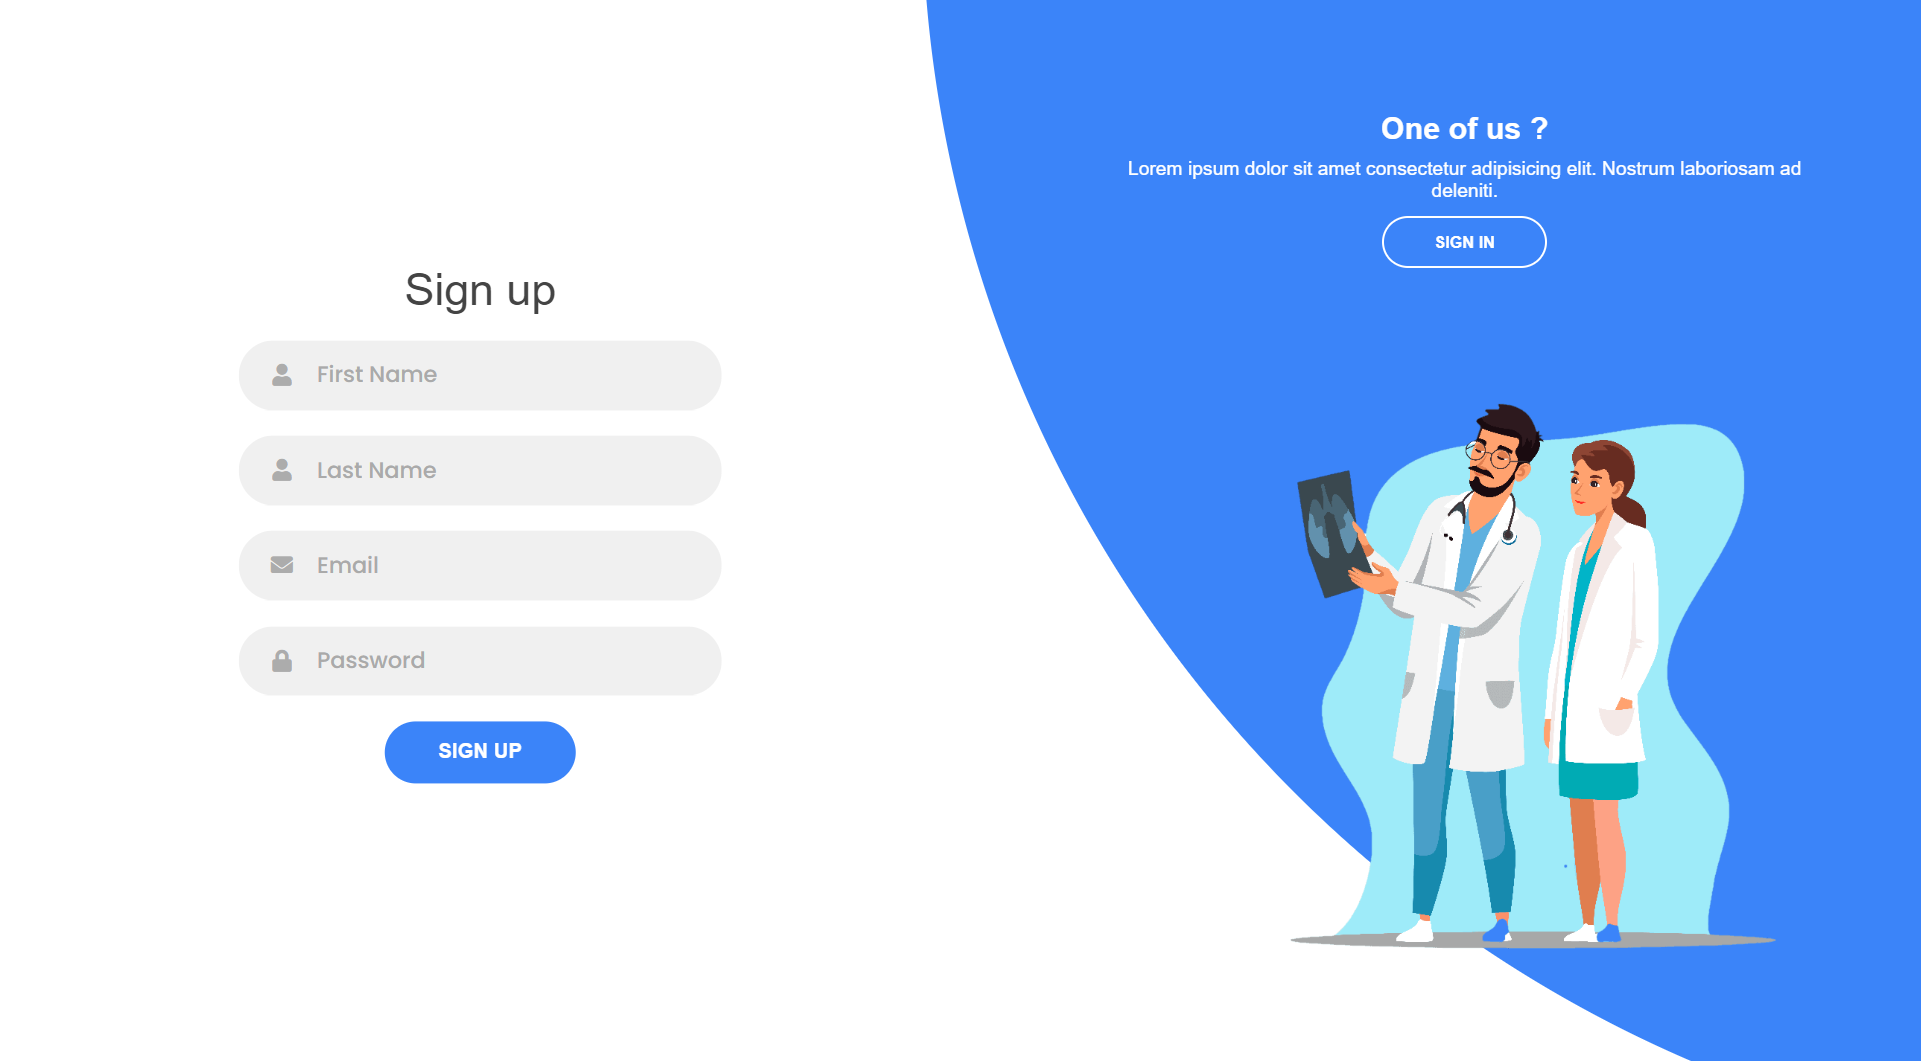 Sign up
First Name
Last Name
Email
Password
SIGN UP
One of us ?
Lorem ipsum dolor sit amet consectetur adipisicing elit. Nostrum laboriosam ad
deleniti.
SIGN IN